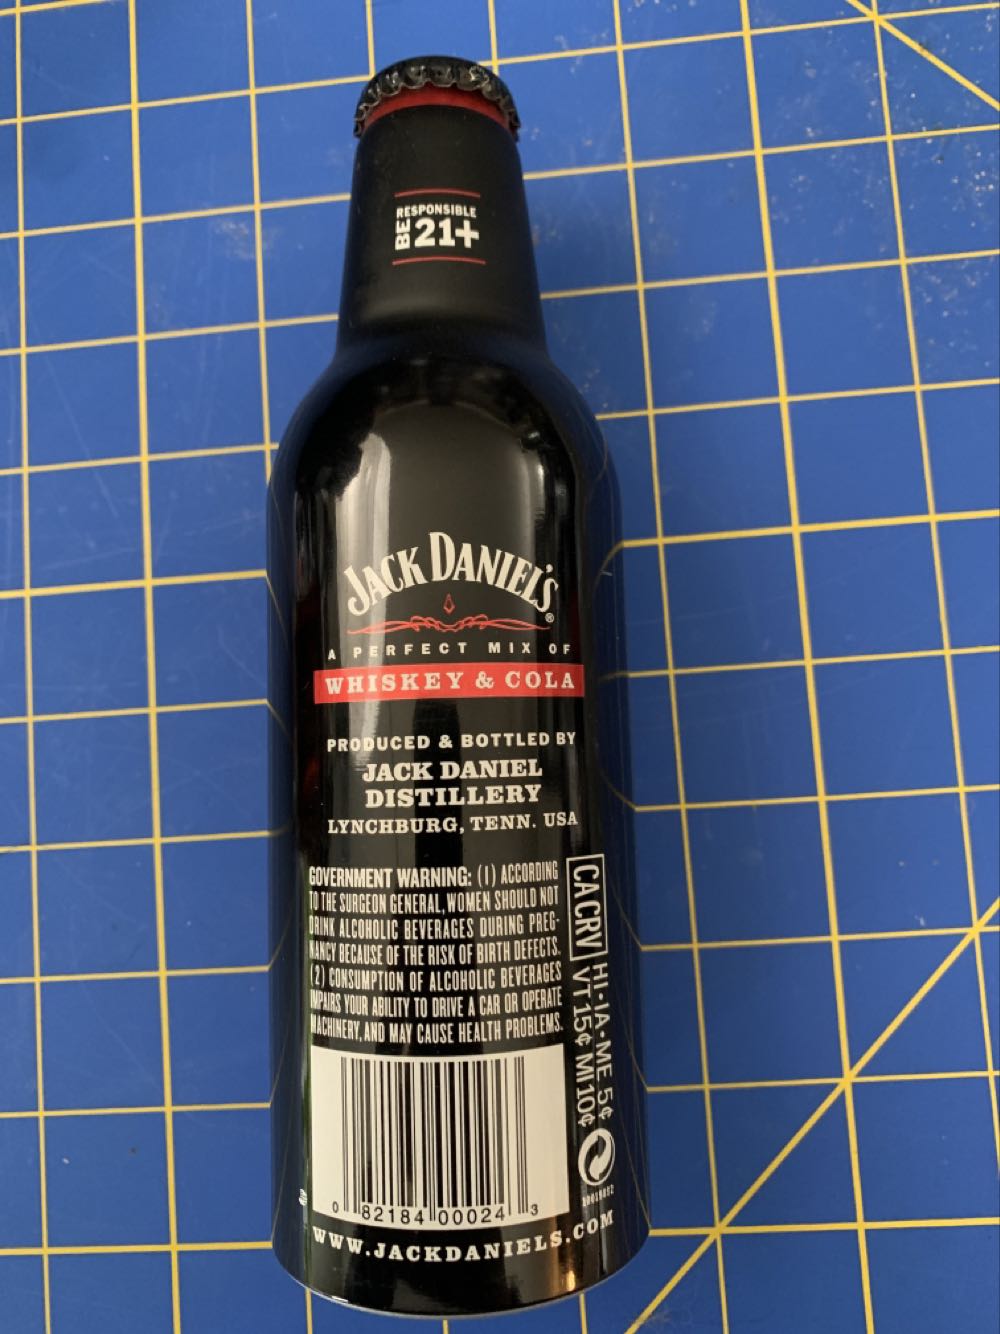 RESPONSIBLE
BE 21+
JACK DANIEL'S®
A PERFECT MIX OF
WHISKEY & COLA
PRODUCED & BOTTLED BY
JACK DANIEL
DISTILLERY
LYNCHBURG, TENN. USA
GOVERNMENT WARNING: (1) ACCORDING
TO THE SURGEON GENERAL, WOMEN SHOULD NOT
DRINK ALCOHOLIC BEVERAGES DURING PREG-
NANCY BECAUSE OF THE RISK OF BIRTH DEFECTS.
(2) CONSUMPTION OF ALCOHOLIC BEVERAGES
IMPAIRS YOUR ABILITY TO DRIVE A CAR OR OPERATE
MACHINERY, AND MAY CAUSE HEALTH PROBLEMS.
CA CRV HI·IA·ME 5¢
VT 15¢ MI 10¢
0 82184 00024 3
WWW.JACKDANIELS.COM